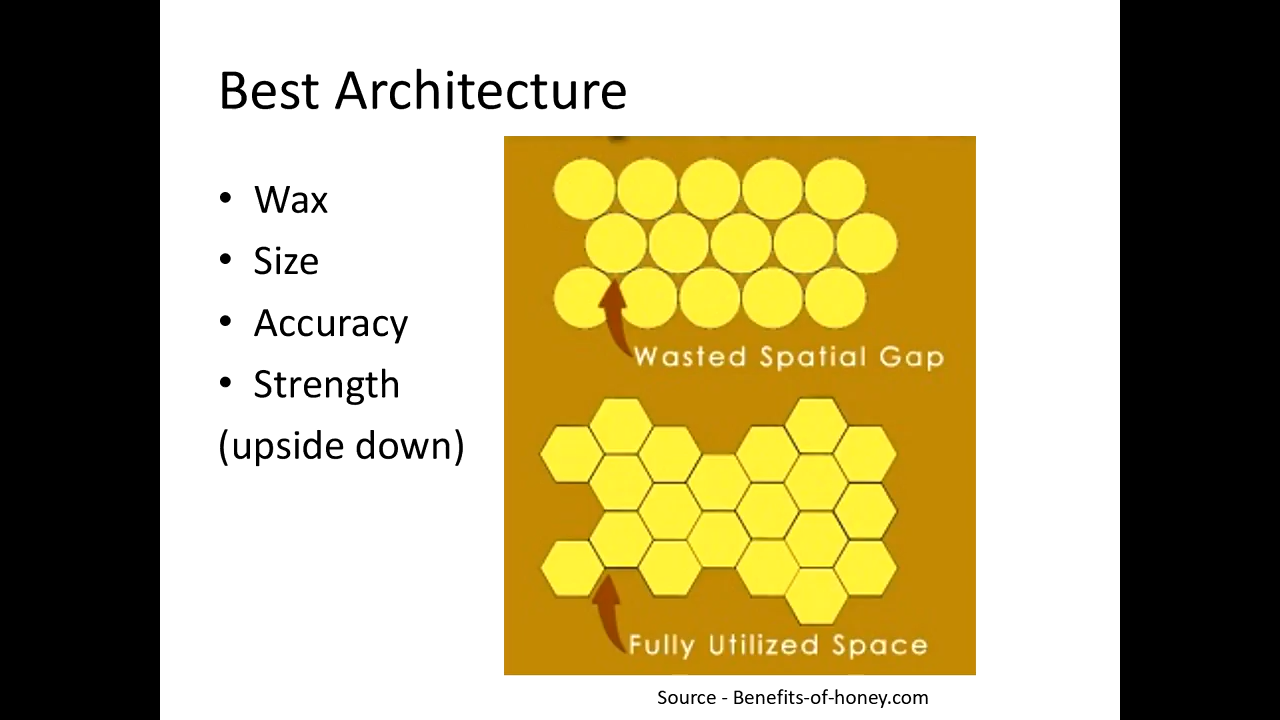 Best Architecture
• Wax
• Size
• Accuracy
• Strength
(upside down)
Wasted Spatial Gap
Fully Utilized Space
Source - Benefits-of-honey.com